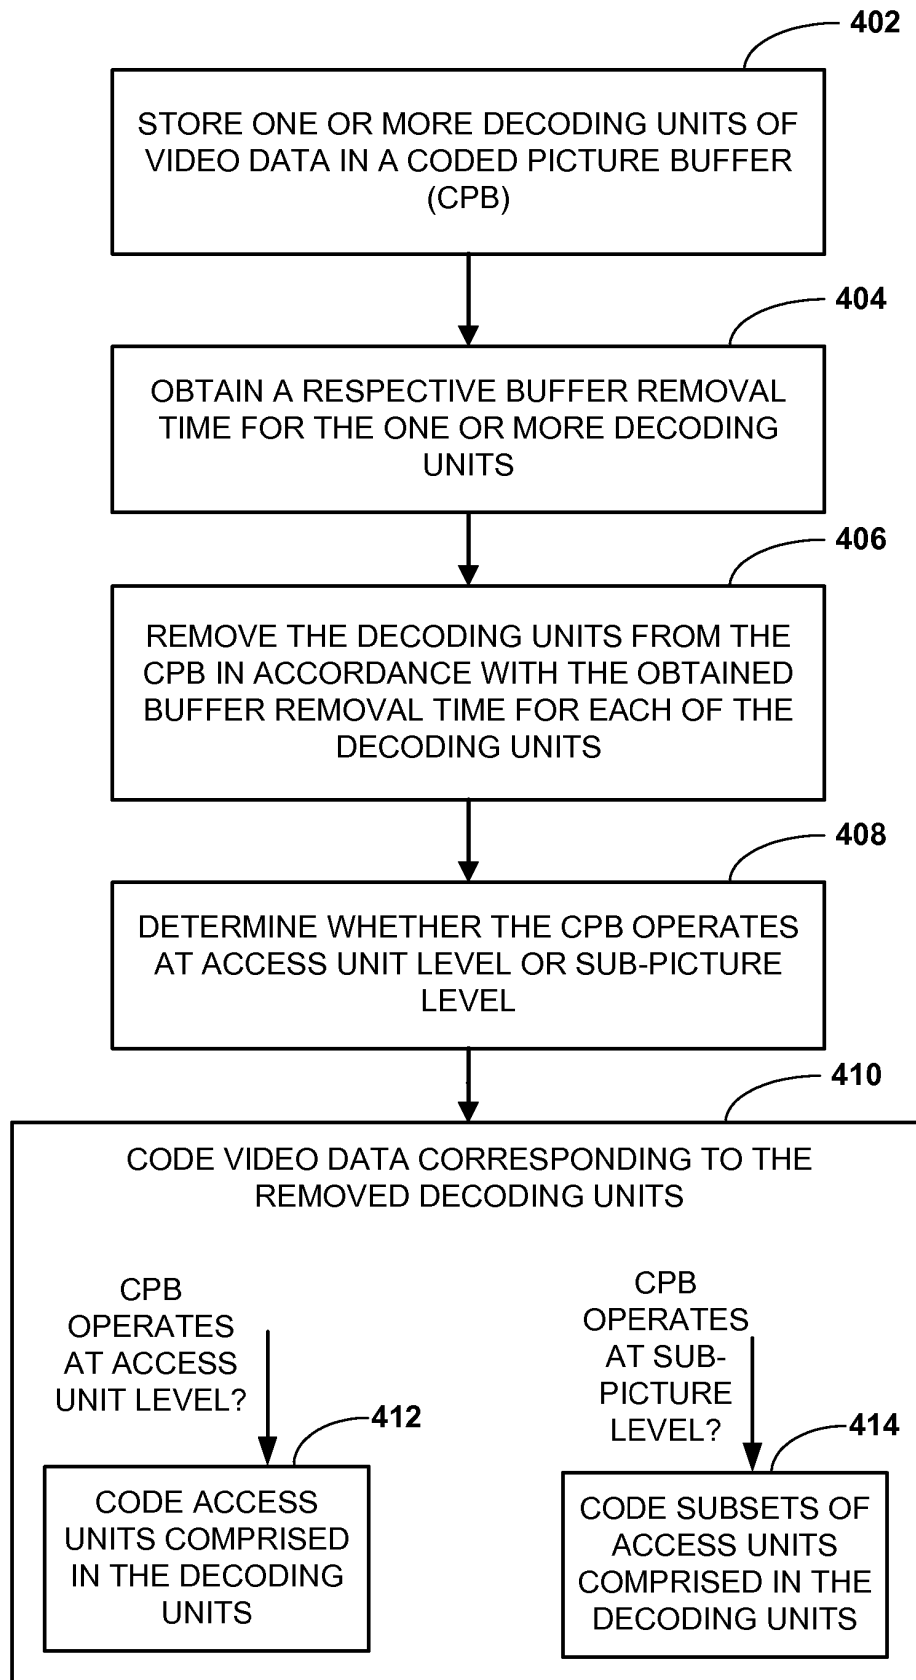 402
STORE ONE OR MORE DECODING UNITS OF
VIDEO DATA IN A CODED PICTURE BUFFER
(CPB)
404
OBTAIN A RESPECTIVE BUFFER REMOVAL
TIME FOR THE ONE OR MORE DECODING
UNITS
406
REMOVE THE DECODING UNITS FROM THE
CPB IN ACCORDANCE WITH THE OBTAINED
BUFFER REMOVAL TIME FOR EACH OF THE
DECODING UNITS
408
DETERMINE WHETHER THE CPB OPERATES
AT ACCESS UNIT LEVEL OR SUB-PICTURE
LEVEL
410
CODE VIDEO DATA CORRESPONDING TO THE
REMOVED DECODING UNITS
CPB
OPERATES
AT ACCESS
UNIT LEVEL?
412
CODE ACCESS
UNITS COMPRISED
IN THE DECODING
UNITS
CPB
OPERATES
AT SUB-
PICTURE
LEVEL?
414
CODE SUBSETS OF
ACCESS UNITS
COMPRISED IN THE
DECODING UNITS